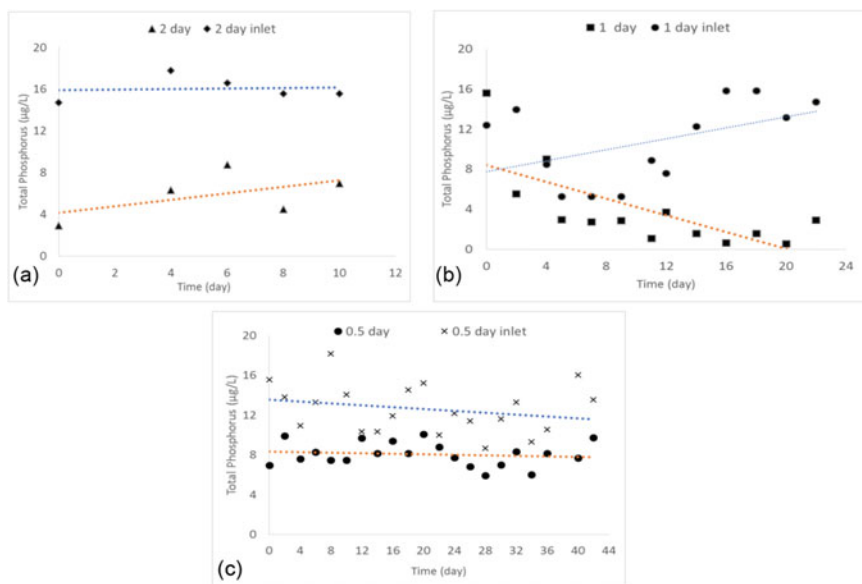 2 day 2 day inlet
20
16
12
8
4
0
Total Phosphorus (µg/L)
0 2 4 6 8 10 12
Time (day)
(a)
1 day 1 day inlet
20
16
12
8
4
0
Total Phosphorus (µg/L)
0 4 8 12 16 20 24
Time (day)
(b)
0.5 day 0.5 day inlet
20
16
12
8
4
0
Total Phosphorus (µg/L)
0 4 8 12 16 20 24 28 32 36 40 44
Time (day)
(c)